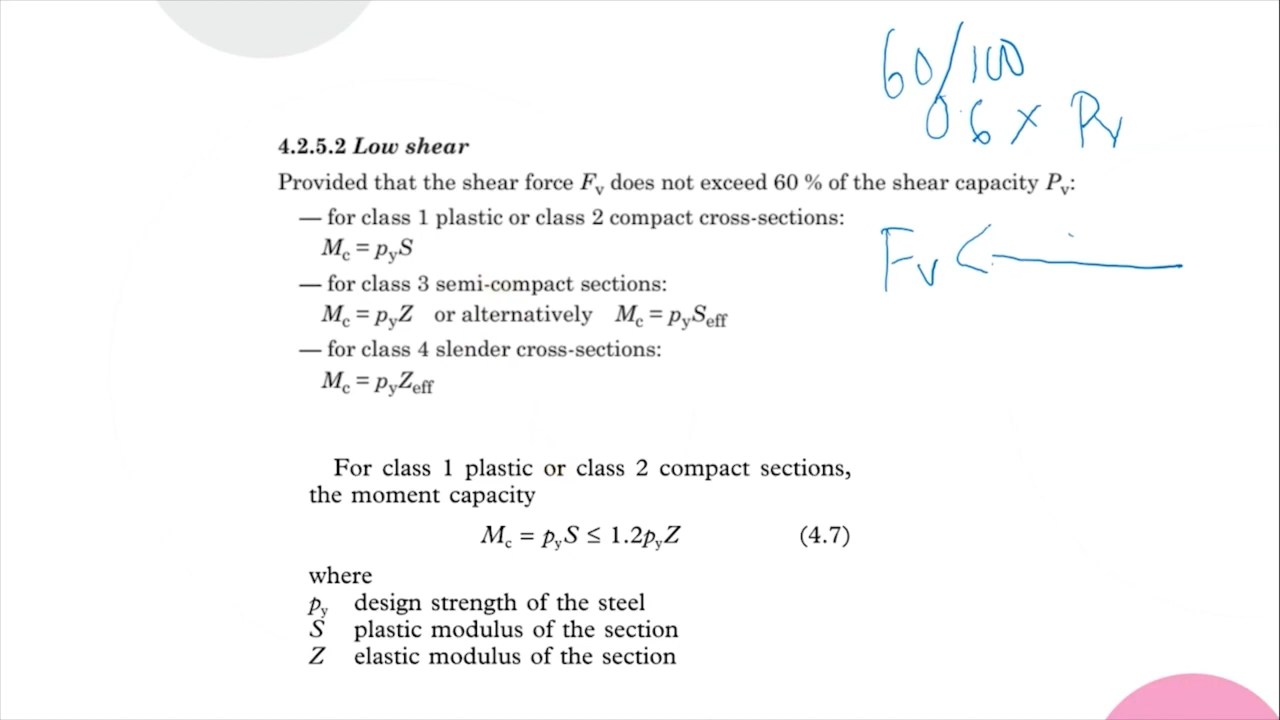 60/100
0.6 × Pv
4.2.5.2 Low shear
Provided that the shear force Fv does not exceed 60 % of the shear capacity Pv:
— for class 1 plastic or class 2 compact cross-sections:
Mc = pyS
Fv <
— for class 3 semi-compact sections:
Mc = pyZ or alternatively Mc = pySeff
— for class 4 slender cross-sections:
Mc = pyZeff
For class 1 plastic or class 2 compact sections,
the moment capacity
Mc = pyS ≤ 1.2pyZ (4.7)
where
py design strength of the steel
S plastic modulus of the section
Z elastic modulus of the section